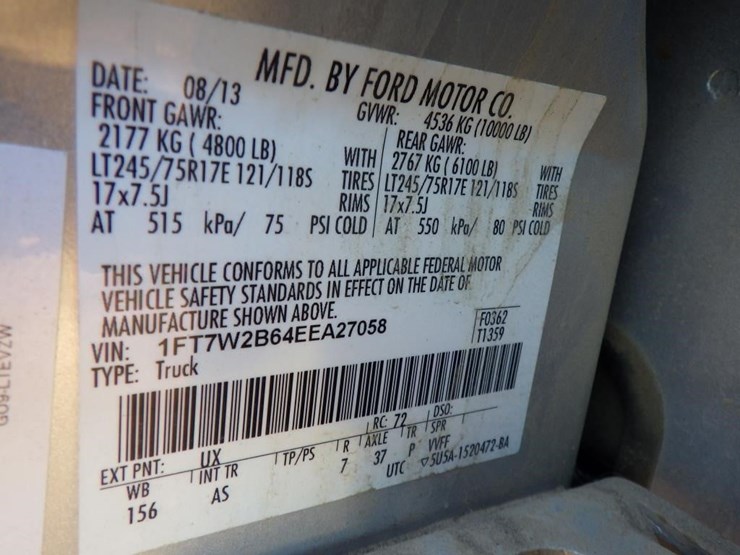 MFD. BY FORD MOTOR CO.
DATE: 08/13 GVWR: 4536 KG (10000 LB)
FRONT GAWR: REAR GAWR:
2177 KG ( 4800 LB) WITH 2767 KG ( 6100 LB) WITH
LT245/75R17E 121/118S TIRES LT245/75R17E 121/118S TIRES
17x7.5J RIMS 17x7.5J RIMS
AT 515 kPa/ 75 PSI COLD AT 550 kPa/ 80 PSI COLD
THIS VEHICLE CONFORMS TO ALL APPLICABLE FEDERAL MOTOR
VEHICLE SAFETY STANDARDS IN EFFECT ON THE DATE OF
MANUFACTURE SHOWN ABOVE.
VIN: 1FT7W2B64EEA27058 F0362
TYPE: Truck T1359
EXT PNT: UX RC: 72 DSO:
WB INT TR TP/PS R AXLE TR SPR
156 AS 7 37 P VVFF
UTC 5U5A-1520472-BA
GU9-LTEVZW